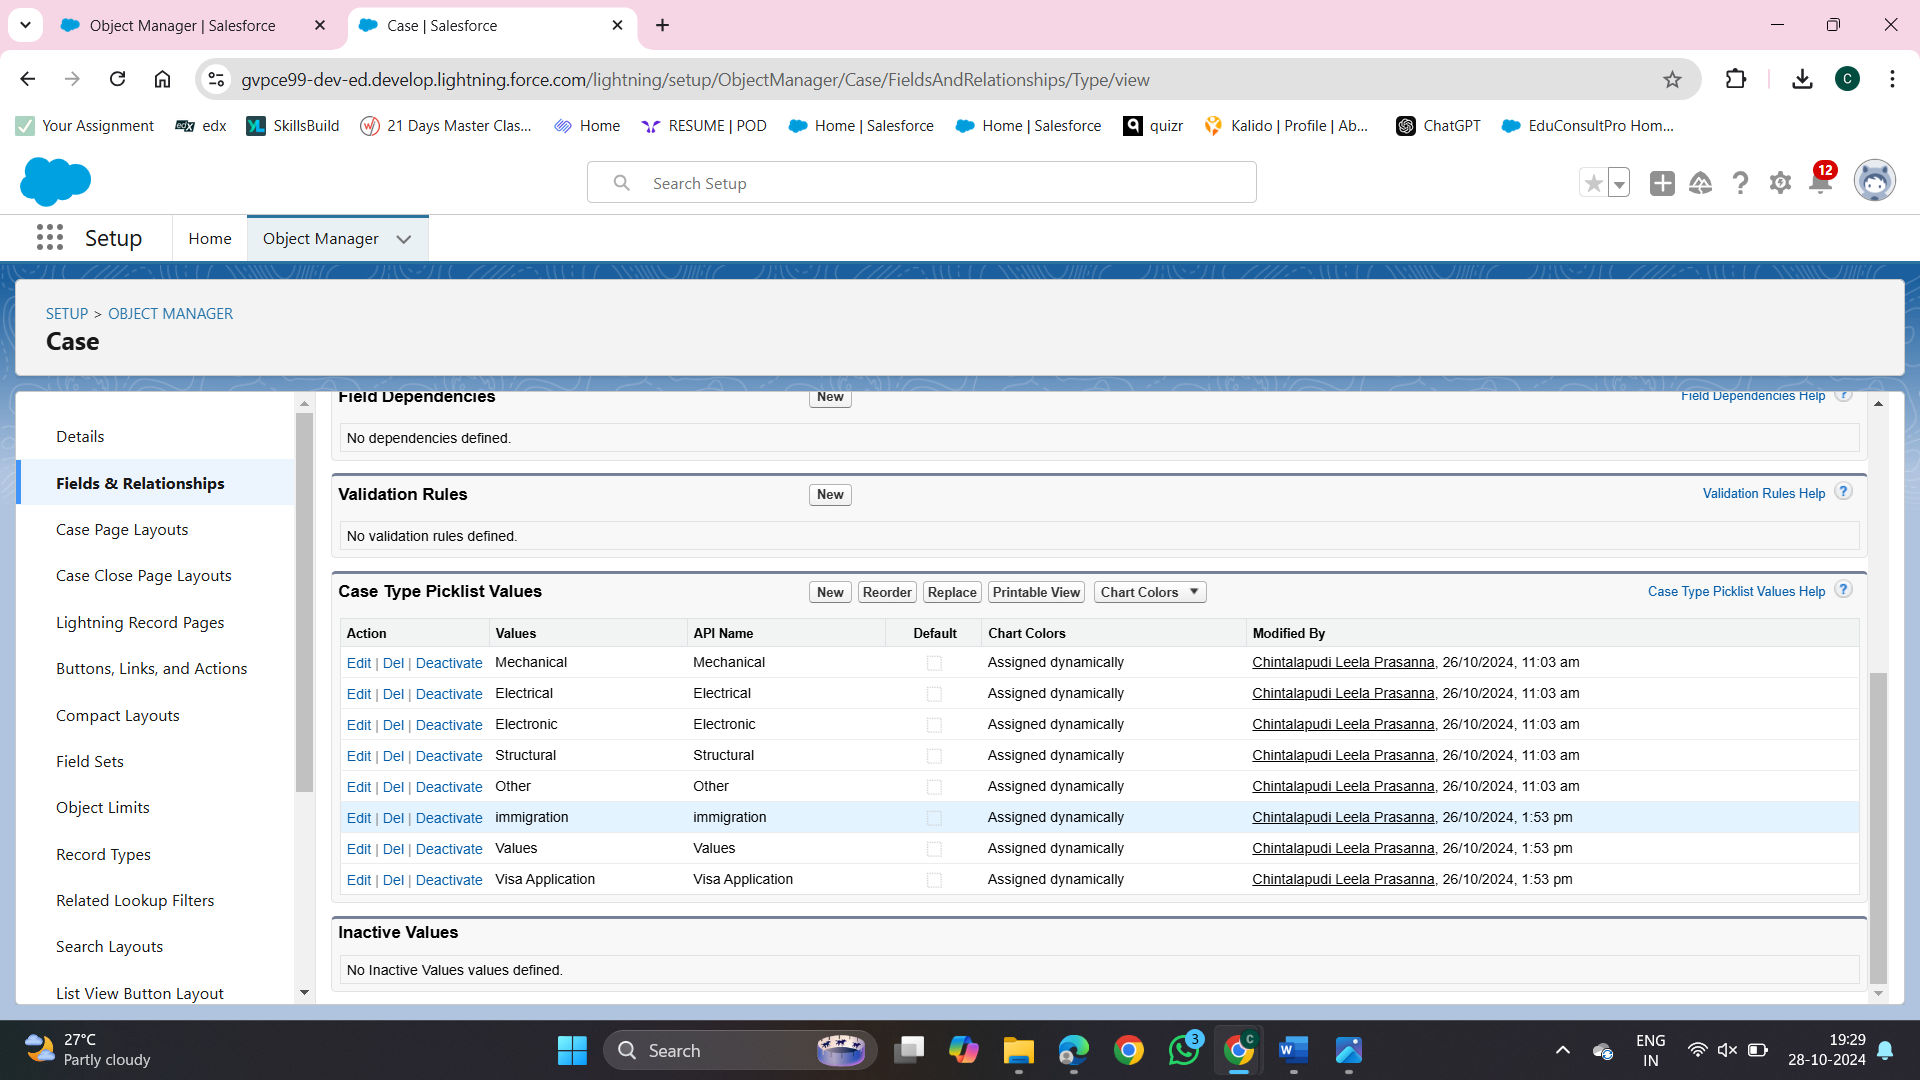 Object Manager | Salesforce
Case | Salesforce
gvpce99-dev-ed.develop.lightning.force.com/lightning/setup/ObjectManager/Case/FieldsAndRelationships/Type/view
C
Your Assignment
edx edx
YL SkillsBuild
21 Days Master Clas...
Home
RESUME | POD
Home | Salesforce
Home | Salesforce
quizr
Kalido | Profile | Ab...
ChatGPT
EduConsultPro Hom...
Search Setup
12
Setup
Home
Object Manager
SETUP > OBJECT MANAGER
Case
Details
Fields & Relationships
Case Page Layouts
Case Close Page Layouts
Lightning Record Pages
Buttons, Links, and Actions
Compact Layouts
Field Sets
Object Limits
Record Types
Related Lookup Filters
Search Layouts
List View Button Layout
Field Dependencies New Field Dependencies Help ?
No dependencies defined.
Validation Rules New Validation Rules Help ?
No validation rules defined.
Case Type Picklist Values New Reorder Replace Printable View Chart Colors Case Type Picklist Values Help ?
Action Values API Name Default Chart Colors Modified By
Edit | Del | Deactivate Mechanical Mechanical Assigned dynamically Chintalapudi Leela Prasanna, 26/10/2024, 11:03 am
Edit | Del | Deactivate Electrical Electrical Assigned dynamically Chintalapudi Leela Prasanna, 26/10/2024, 11:03 am
Edit | Del | Deactivate Electronic Electronic Assigned dynamically Chintalapudi Leela Prasanna, 26/10/2024, 11:03 am
Edit | Del | Deactivate Structural Structural Assigned dynamically Chintalapudi Leela Prasanna, 26/10/2024, 11:03 am
Edit | Del | Deactivate Other Other Assigned dynamically Chintalapudi Leela Prasanna, 26/10/2024, 11:03 am
Edit | Del | Deactivate immigration immigration Assigned dynamically Chintalapudi Leela Prasanna, 26/10/2024, 1:53 pm
Edit | Del | Deactivate Values Values Assigned dynamically Chintalapudi Leela Prasanna, 26/10/2024, 1:53 pm
Edit | Del | Deactivate Visa Application Visa Application Assigned dynamically Chintalapudi Leela Prasanna, 26/10/2024, 1:53 pm
Inactive Values
No Inactive Values values defined.
27°C
Partly cloudy
Search
3
C
W
ENG
IN
19:29
28-10-2024